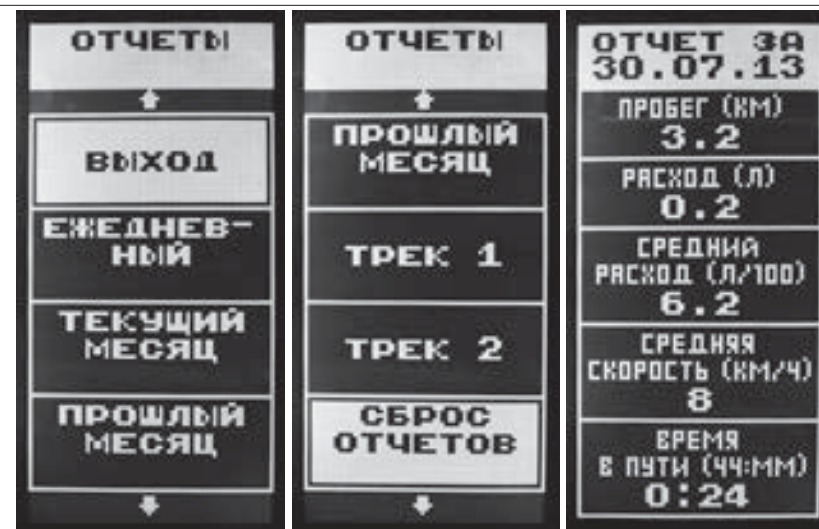 ОТЧЕТЫ
ВЫХОД
ЕЖЕДНЕВ-
НЫЙ
ТЕКУЩИЙ
МЕСЯЦ
ПРОШЛЫЙ
МЕСЯЦ
ОТЧЕТЫ
ПРОШЛЫЙ
МЕСЯЦ
ТРЕК 1
ТРЕК 2
СБРОС
ОТЧЕТОВ
ОТЧЕТ ЗА
30.07.13
ПРОБЕГ (КМ)
3.2
РАСХОД (Л)
0.2
СРЕДНИЙ
РАСХОД (Л/100)
6.2
СРЕДНЯЯ
СКОРОСТЬ (КМ/Ч)
8
ВРЕМЯ
В ПУТИ (ЧЧ:ММ)
0:24